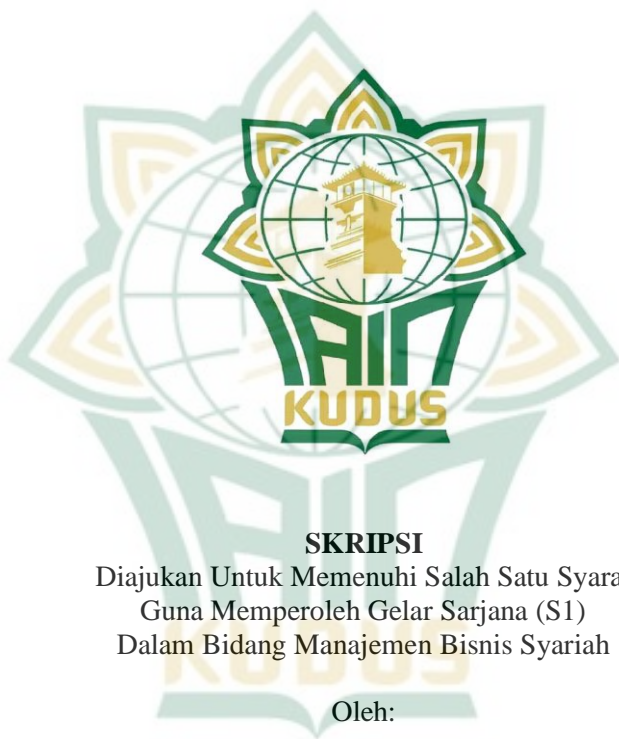 IAIN
KUDUS
SKRIPSI
Diajukan Untuk Memenuhi Salah Satu Syara
Guna Memperoleh Gelar Sarjana (S1)
Dalam Bidang Manajemen Bisnis Syariah
Oleh: